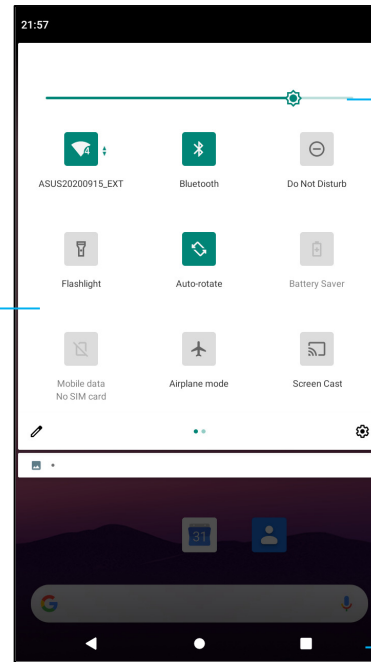 21:57
ASUS20200915_EXT
Bluetooth
Do Not Disturb
Flashlight
Auto-rotate
Battery Saver
Mobile data
No SIM card
Airplane mode
Screen Cast
31
G